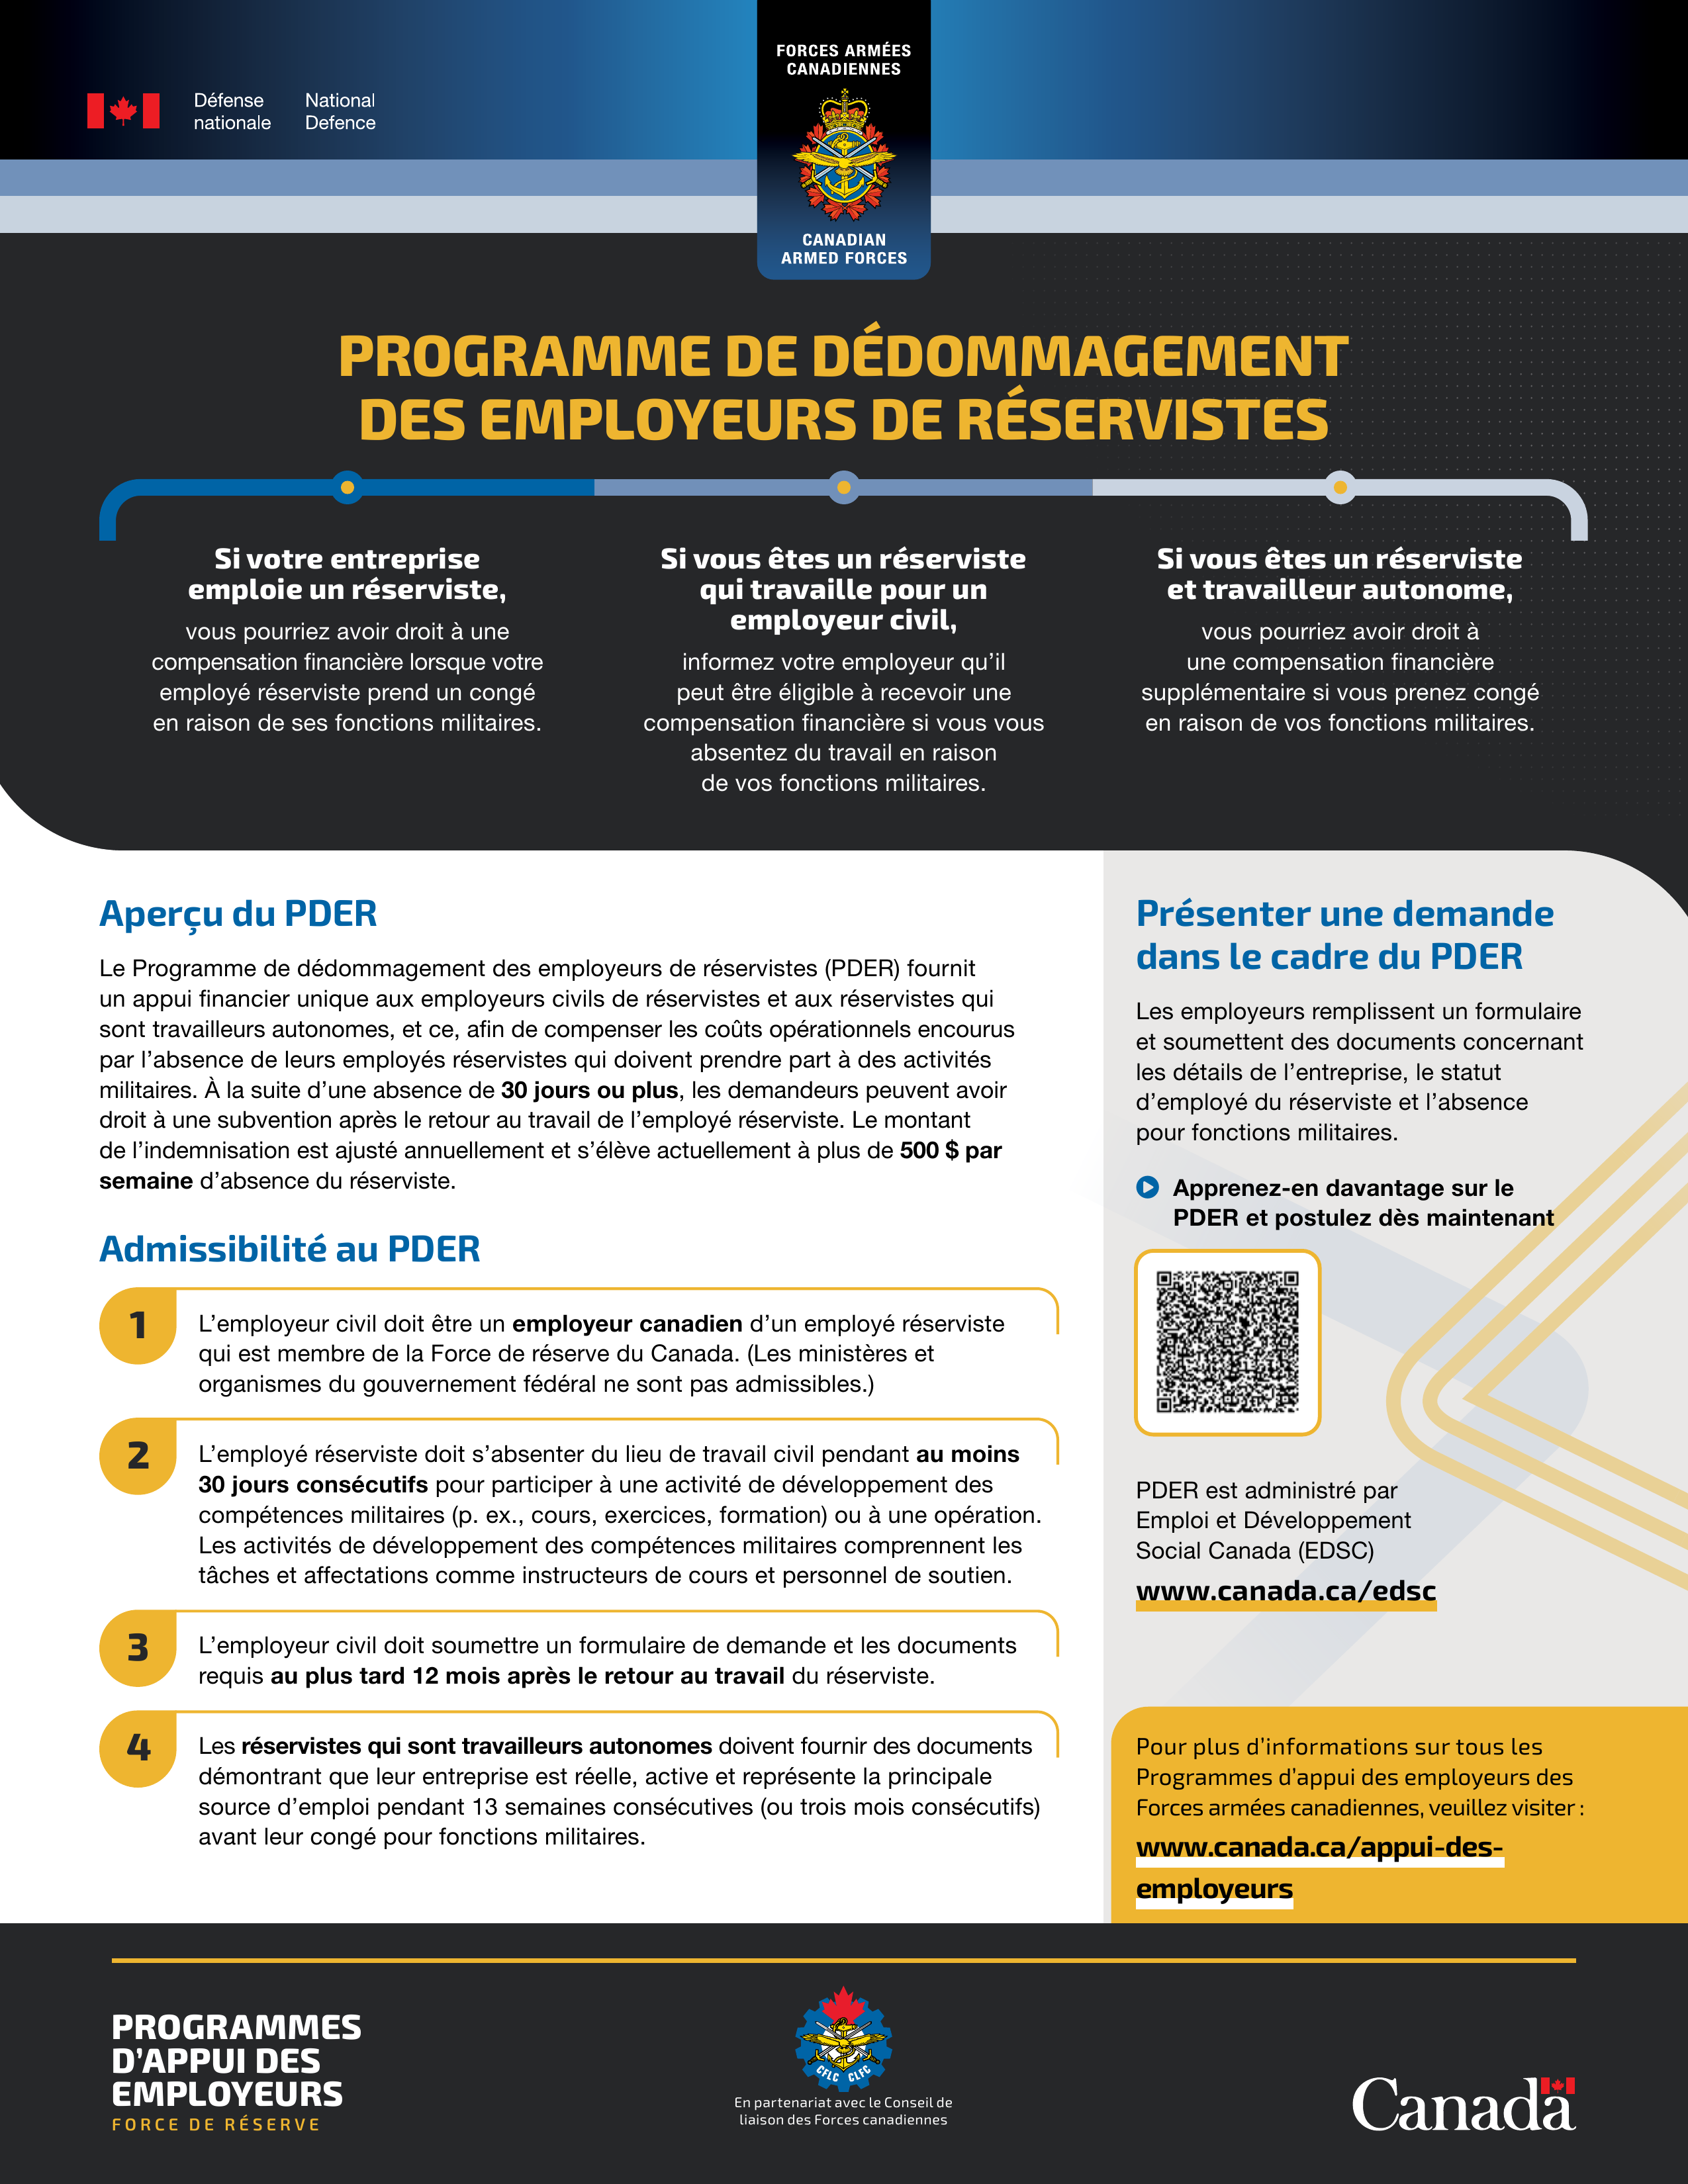 Défense
nationale
National
Defence
FORCES ARMÉES
CANADIENNES
CANADIAN
ARMED FORCES
PROGRAMME DE DÉDOMMAGEMENT
DES EMPLOYEURS DE RÉSERVISTES
Si votre entreprise
emploie un réserviste,
vous pourriez avoir droit à une
compensation financière lorsque votre
employé réserviste prend un congé
en raison de ses fonctions militaires.
Si vous êtes un réserviste
qui travaille pour un
employeur civil,
informez votre employeur qu’il
peut être éligible à recevoir une
compensation financière si vous vous
absentez du travail en raison
de vos fonctions militaires.
Si vous êtes un réserviste
et travailleur autonome,
vous pourriez avoir droit à
une compensation financière
supplémentaire si vous prenez congé
en raison de vos fonctions militaires.
Aperçu du PDER
Le Programme de dédommagement des employeurs de réservistes (PDER) fournit
un appui financier unique aux employeurs civils de réservistes et aux réservistes qui
sont travailleurs autonomes, et ce, afin de compenser les coûts opérationnels encourus
par l’absence de leurs employés réservistes qui doivent prendre part à des activités
militaires. À la suite d’une absence de 30 jours ou plus, les demandeurs peuvent avoir
droit à une subvention après le retour au travail de l’employé réserviste. Le montant
de l’indemnisation est ajusté annuellement et s’élève actuellement à plus de 500 $ par
semaine d’absence du réserviste.
Admissibilité au PDER
1
L’employeur civil doit être un employeur canadien d’un employé réserviste
qui est membre de la Force de réserve du Canada. (Les ministères et
organismes du gouvernement fédéral ne sont pas admissibles.)
2
L’employé réserviste doit s’absenter du lieu de travail civil pendant au moins
30 jours consécutifs pour participer à une activité de développement des
compétences militaires (p. ex., cours, exercices, formation) ou à une opération.
Les activités de développement des compétences militaires comprennent les
tâches et affectations comme instructeurs de cours et personnel de soutien.
3
L’employeur civil doit soumettre un formulaire de demande et les documents
requis au plus tard 12 mois après le retour au travail du réserviste.
4
Les réservistes qui sont travailleurs autonomes doivent fournir des documents
démontrant que leur entreprise est réelle, active et représente la principale
source d’emploi pendant 13 semaines consécutives (ou trois mois consécutifs)
avant leur congé pour fonctions militaires.
Présenter une demande
dans le cadre du PDER
Les employeurs remplissent un formulaire
et soumettent des documents concernant
les détails de l’entreprise, le statut
d’employé du réserviste et l’absence
pour fonctions militaires.
Apprenez-en davantage sur le
PDER et postulez dès maintenant
PDER est administré par
Emploi et Développement
Social Canada (EDSC)
www.canada.ca/edsc
Pour plus d’informations sur tous les
Programmes d’appui des employeurs des
Forces armées canadiennes, veuillez visiter :
www.canada.ca/appui-des-
employeurs
PROGRAMMES
D’APPUI DES
EMPLOYEURS
FORCE DE RÉSERVE
CFLC CLFC
En partenariat avec le Conseil de
liaison des Forces canadiennes
Canada